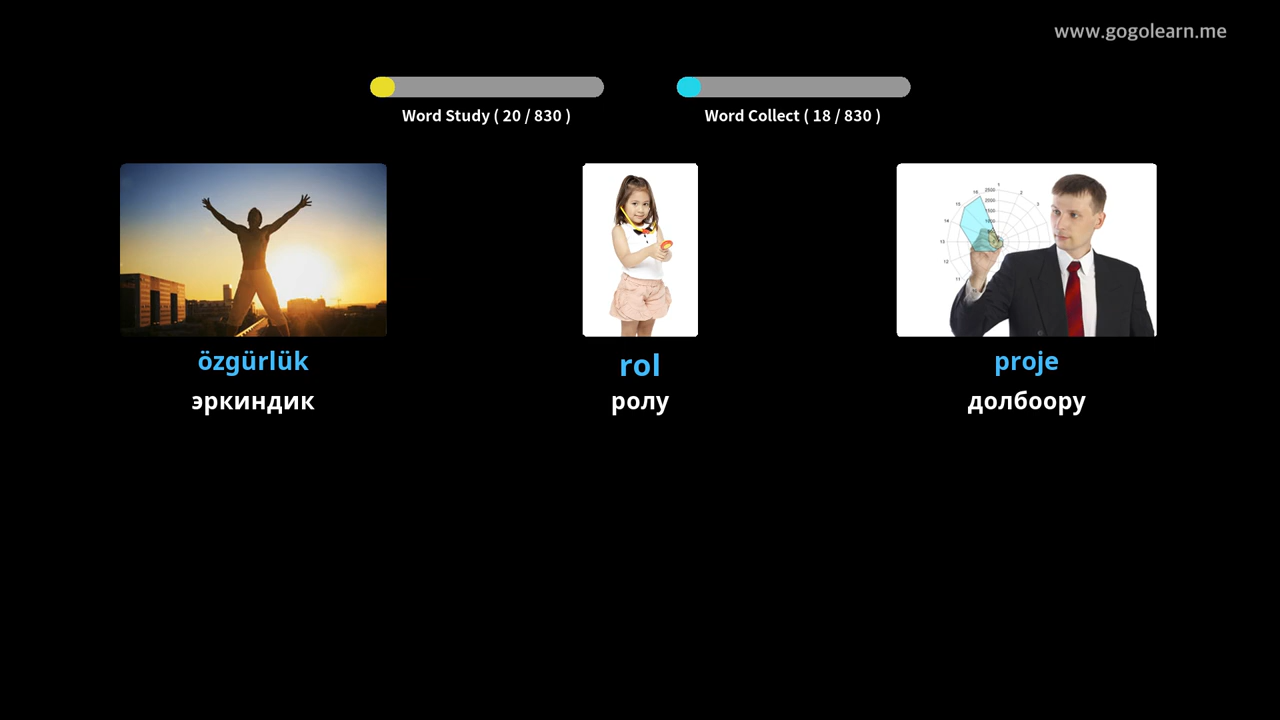 www.gogolearn.me
Word Study ( 20 / 830 )
Word Collect ( 18 / 830 )
özgürlük
rol
proje
эркиндик
ролу
долбоору